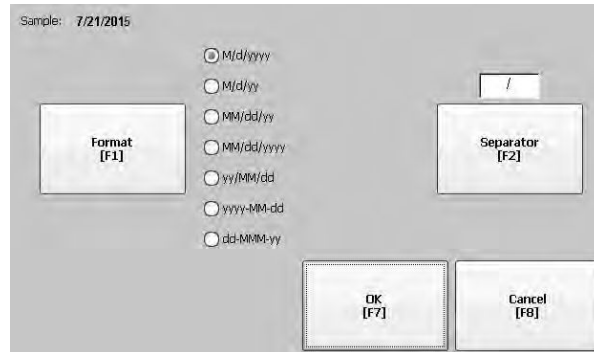 Sample: 7/21/2015
M/d/yyyy
M/d/yy
MM/dd/yy
MM/dd/yyyy
yy/MM/dd
yyyy-MM-dd
dd-MMM-yy
Format
[F1]
/
Separator
[F2]
OK
[F7]
Cancel
[F8]